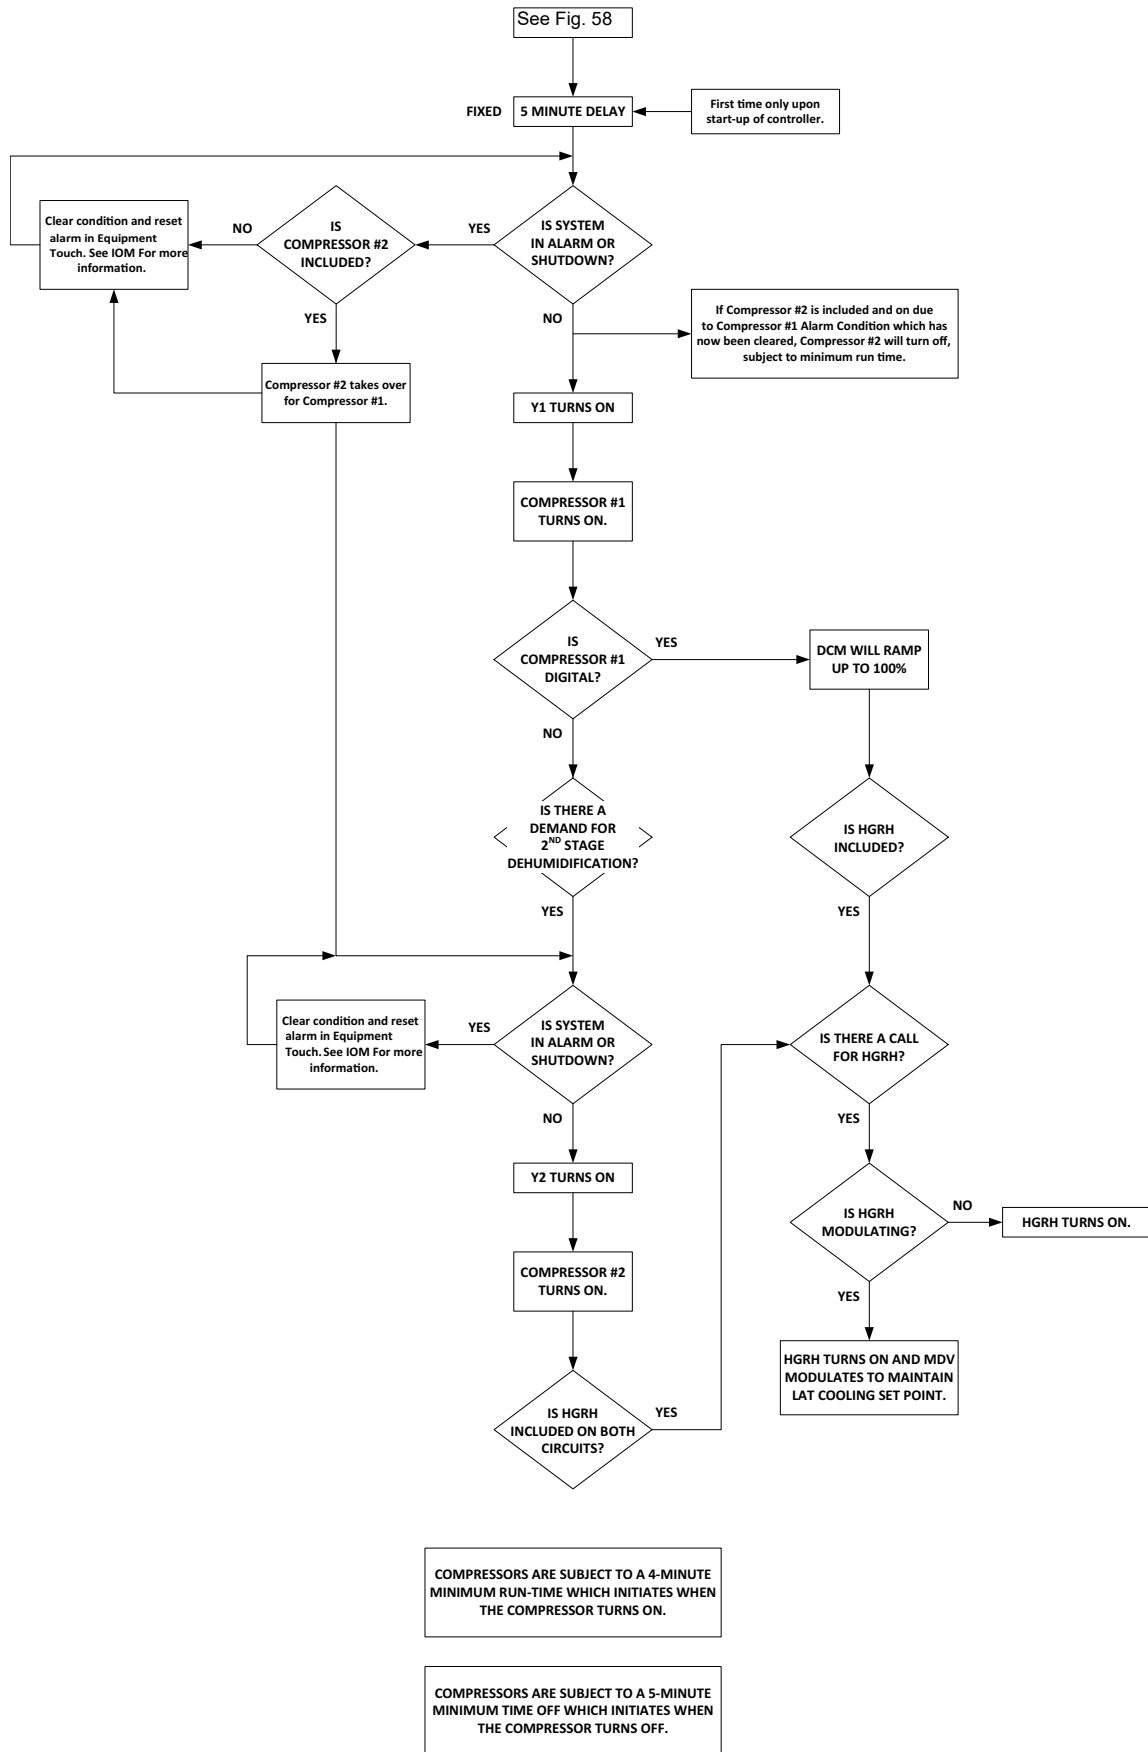 See Fig. 58
FIXED
5 MINUTE DELAY
First time only upon
start-up of controller.
Clear condition and reset
alarm in Equipment
Touch. See IOM For more
information.
NO
IS
COMPRESSOR #2
INCLUDED?
YES
IS SYSTEM
IN ALARM OR
SHUTDOWN?
YES
NO
If Compressor #2 is included and on due
to Compressor #1 Alarm Condition which has
now been cleared, Compressor #2 will turn off,
subject to minimum run time.
Compressor #2 takes over
for Compressor #1.
Y1 TURNS ON
COMPRESSOR #1
TURNS ON.
IS
COMPRESSOR #1
DIGITAL?
YES
DCM WILL RAMP
UP TO 100%
NO
IS THERE A
DEMAND FOR
2ND STAGE
DEHUMIDIFICATION?
IS HGRH
INCLUDED?
YES
YES
Clear condition and reset
alarm in Equipment
Touch. See IOM For more
information.
YES
IS SYSTEM
IN ALARM OR
SHUTDOWN?
IS THERE A CALL
FOR HGRH?
NO
YES
Y2 TURNS ON
IS HGRH
MODULATING?
NO
HGRH TURNS ON.
COMPRESSOR #2
TURNS ON.
YES
HGRH TURNS ON AND MDV
MODULATES TO MAINTAIN
LAT COOLING SET POINT.
IS HGRH
INCLUDED ON BOTH
CIRCUITS?
YES
COMPRESSORS ARE SUBJECT TO A 4-MINUTE
MINIMUM RUN-TIME WHICH INITIATES WHEN
THE COMPRESSOR TURNS ON.
COMPRESSORS ARE SUBJECT TO A 5-MINUTE
MINIMUM TIME OFF WHICH INITIATES WHEN
THE COMPRESSOR TURNS OFF.